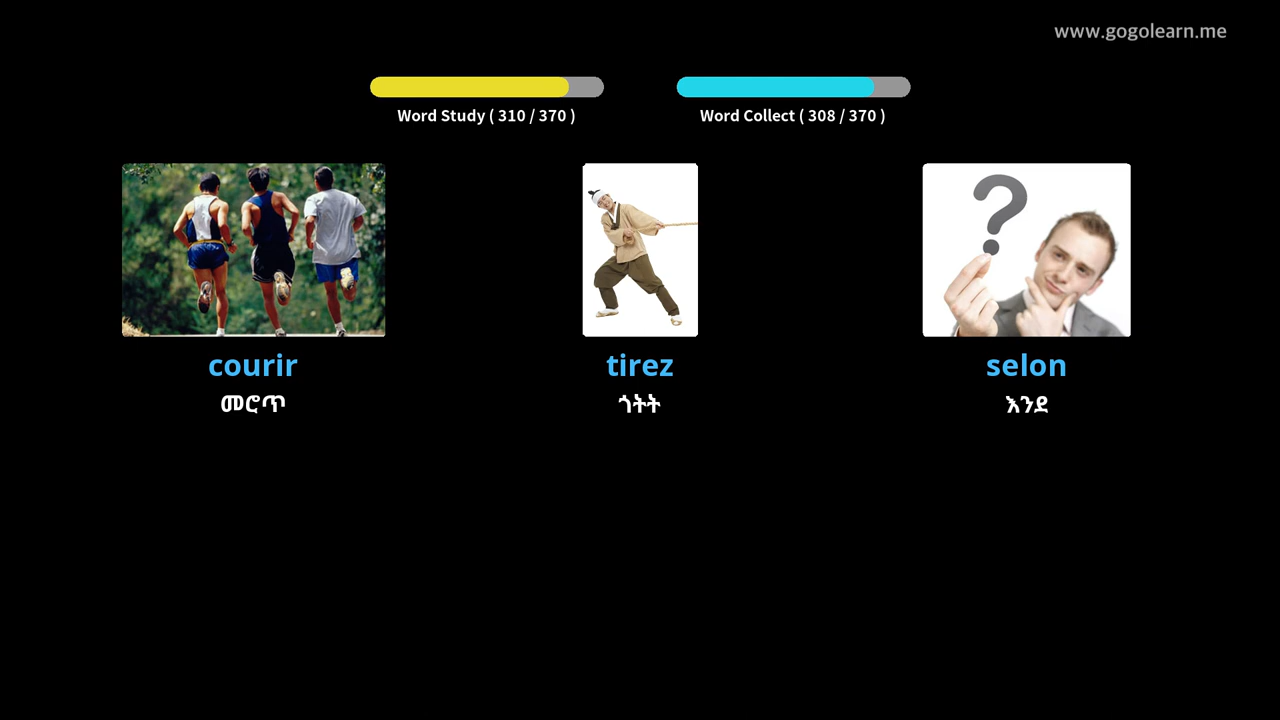 www.gogolearn.me
Word Study ( 310 / 370 )
Word Collect ( 308 / 370 )
courir
tirez
selon
መሮጥ
ጎትት
እንደ